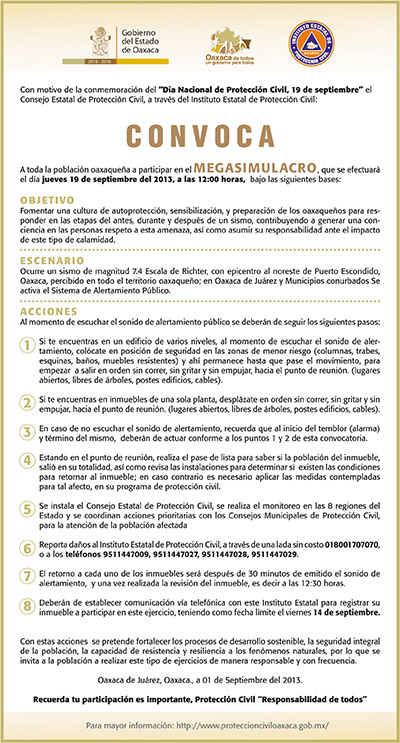 Gobierno
del Estado
de Oaxaca
2010 - 2016
Oaxaca de todos
un gobierno para todos
INSTITUTO ESTATAL DE
PROTECCIÓN CIVIL
Con motivo de la conmemoración del "Día Nacional de Protección Civil, 19 de septiembre" el
Consejo Estatal de Protección Civil, a través del Instituto Estatal de Protección Civil:
CONVOCA
A toda la población oaxaqueña a participar en el MEGASIMULACRO, que se efectuará
el día jueves 19 de septiembre del 2013, a las 12:00 horas, bajo las siguientes bases:
OBJETIVO
Fomentar una cultura de autoprotección, sensibilización, y preparación de los oaxaqueños para res-
ponder en las etapas del antes, durante y después de un sismo, contribuyendo a generar una con-
ciencia en las personas respeto a esta amenaza, así como asumir su responsabilidad ante el impacto
de este tipo de calamidad.
ESCENARIO
Ocurre un sismo de magnitud 7.4 Escala de Richter, con epicentro al noreste de Puerto Escondido,
Oaxaca, percibido en todo el territorio oaxaqueño; en Oaxaca de Juárez y Municipios conurbados Se
activa el Sistema de Alertamiento Público.
ACCIONES
Al momento de escuchar el sonido de alertamiento público se deberán de seguir los siguientes pasos:
1 Si te encuentras en un edificio de varios niveles, al momento de escuchar el sonido de aler-
tamiento, colócate en posición de seguridad en las zonas de menor riesgo (columnas, trabes,
esquinas, baños, muebles resistentes) y ahí permanece hasta que pase el movimiento, para
empezar a salir en orden sin correr, sin gritar y sin empujar, hacia el punto de reunión. (lugares
abiertos, libres de árboles, postes edificios, cables).
2 Si te encuentras en inmuebles de una sola planta, desplázate en orden sin correr, sin gritar y sin
empujar, hacia el punto de reunión. (lugares abiertos, libres de árboles, postes edificios, cables).
3 En caso de no escuchar el sonido de alertamiento, recuerda que al inicio del temblor (alarma)
y término del mismo, deberán de actuar conforme a los puntos 1 y 2 de esta convocatoria.
4 Estando en el punto de reunión, realiza el pase de lista para saber si la población del inmueble,
salió en su totalidad, así como revisa las instalaciones para determinar si existen las condiciones
para retornar al inmueble; en caso contrario es necesario aplicar las medidas contempladas
para tal afecto, en su programa de protección civil.
5 Se instala el Consejo Estatal de Protección Civil, se realiza el monitoreo en las 8 regiones del
Estado y se coordinan acciones prioritarias con los Consejos Municipales de Protección Civil,
para la atención de la población afectada
6 Reporta daños al Instituto Estatal de Protección Civil, a través de una lada sin costo 018001707070,
o a los teléfonos 9511447009, 9511447027, 9511447028, 9511447029.
7 El retorno a cada uno de los inmuebles será después de 30 minutos de emitido el sonido de
alertamiento, y una vez realizada la revisión del inmueble, es decir a las 12:30 horas.
8 Deberán de establecer comunicación vía telefónica con este Instituto Estatal para registrar su
inmueble a participar en este ejercicio, teniendo como fecha límite el viernes 14 de septiembre.
Con estas acciones se pretende fortalecer los procesos de desarrollo sostenible, la seguridad integral
de la población, la capacidad de resistencia y resiliencia a los fenómenos naturales, por lo que se
invita a la población a realizar este tipo de ejercicios de manera responsable y con frecuencia.
Oaxaca de Juárez, Oaxaca., a 01 de Septiembre del 2013.
Recuerda tu participación es importante, Protección Civil "Responsabilidad de todos"
Para mayor información: http://www.proteccionciviloaxaca.gob.mx/